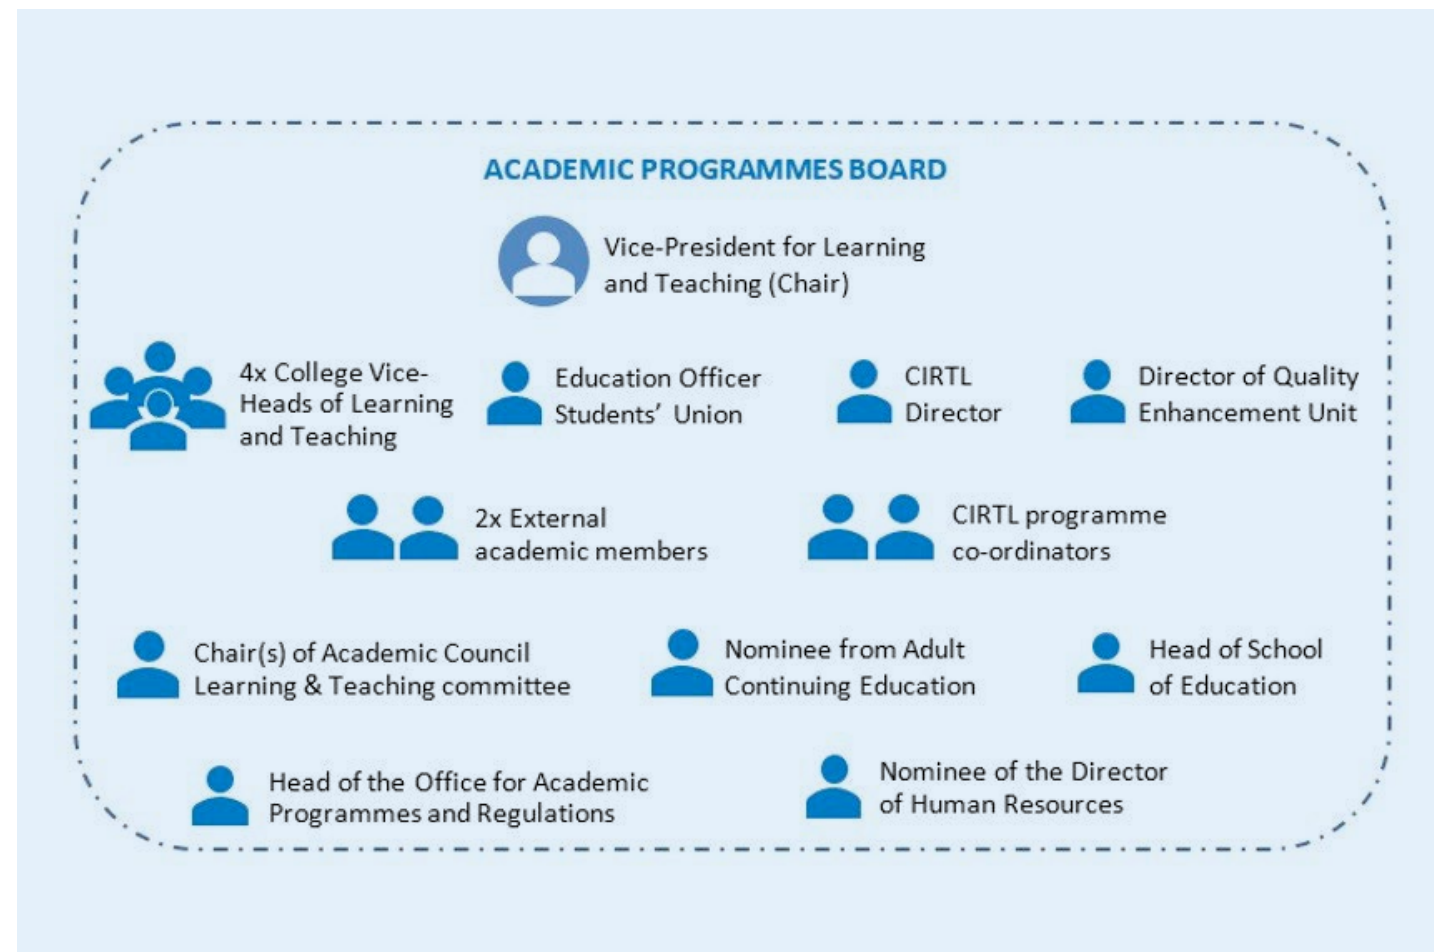 ACADEMIC PROGRAMMES BOARD
Vice-President for Learning
and Teaching (Chair)
4x College Vice-
Heads of Learning
and Teaching
Education Officer
Students’ Union
CIRTL
Director
Director of Quality
Enhancement Unit
2x External
academic members
CIRTL programme
co-ordinators
Chair(s) of Academic Council
Learning & Teaching committee
Nominee from Adult
Continuing Education
Head of School
of Education
Head of the Office for Academic
Programmes and Regulations
Nominee of the Director
of Human Resources